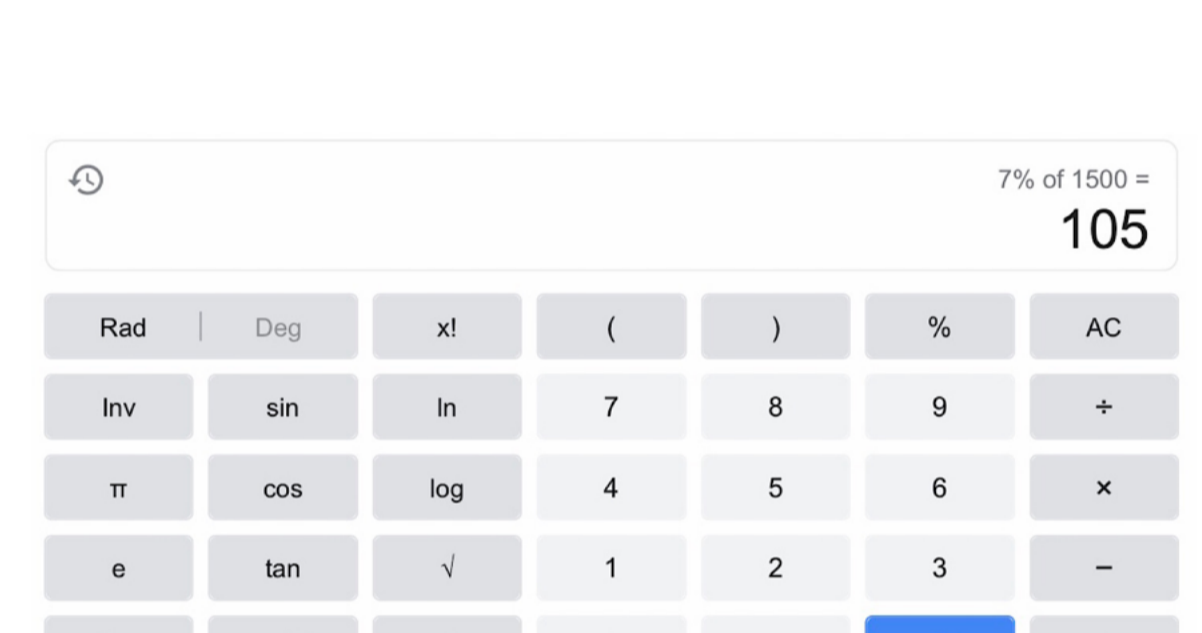 7% of 1500 =
105
Rad | Deg x! ( ) % AC
Inv sin ln 7 8 9 ÷
π cos log 4 5 6 ×
e tan √ 1 2 3 −